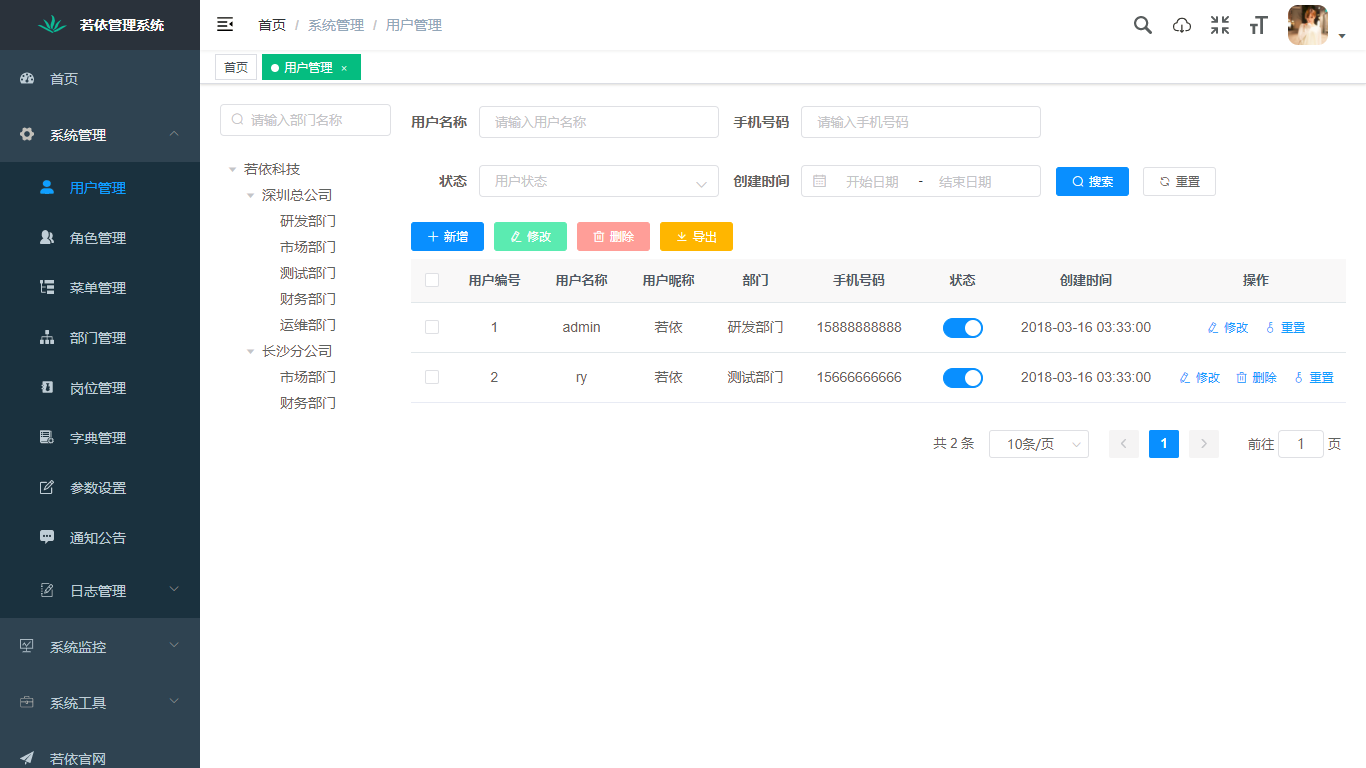 若依管理系统
首页
系统管理
用户管理
角色管理
菜单管理
部门管理
岗位管理
字典管理
参数设置
通知公告
日志管理
系统监控
系统工具
若依官网
首页 / 系统管理 / 用户管理
首页 用户管理 ×
请输入部门名称
若依科技
深圳总公司
研发部门
市场部门
测试部门
财务部门
运维部门
长沙分公司
市场部门
财务部门
用户名称 请输入用户名称 手机号码 请输入手机号码
状态 用户状态 创建时间 开始日期 - 结束日期 搜索 重置
新增 修改 删除 导出
用户编号 用户名称 用户昵称 部门 手机号码 状态 创建时间 操作
1 admin 若依 研发部门 15888888888 2018-03-16 03:33:00 修改 重置
2 ry 若依 测试部门 15666666666 2018-03-16 03:33:00 修改 删除 重置
共 2 条 10条/页 1 前往 1 页